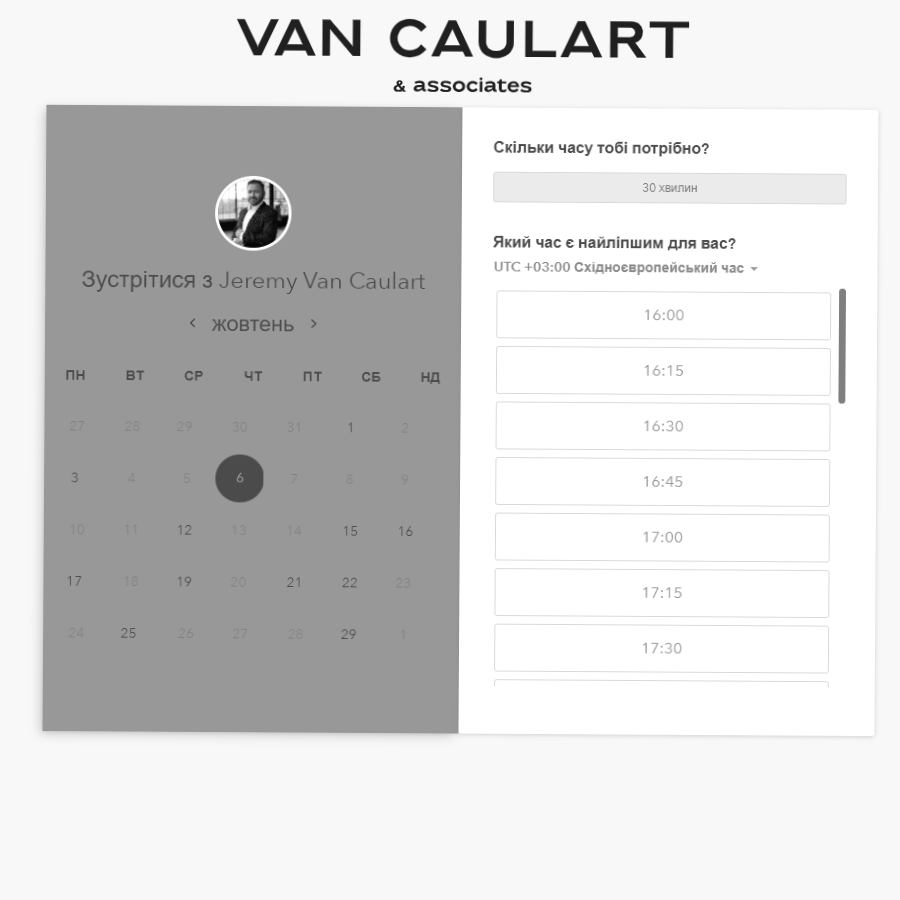 VAN CAULART
& associates
Зустрітися з Jeremy Van Caulart
‹ жовтень ›
ПН ВТ СР ЧТ ПТ СБ НД
27 28 29 30 31 1 2
3 4 5 6 7 8 9
10 11 12 13 14 15 16
17 18 19 20 21 22 23
24 25 26 27 28 29 1
Скільки часу тобі потрібно?
30 хвилин
Який час є найліпшим для вас?
UTC +03:00 Східноєвропейський час
16:00
16:15
16:30
16:45
17:00
17:15
17:30